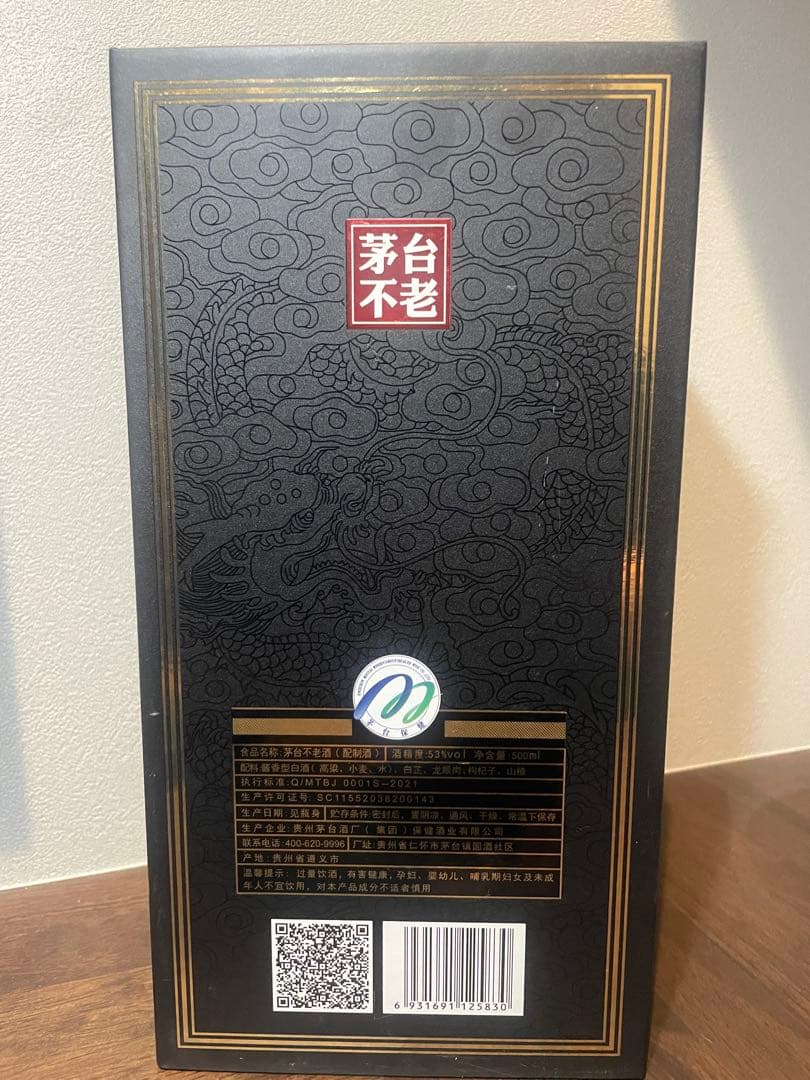 茅台
不老
茅台保健
食品名称:茅台不老酒(配制酒) 酒精度:53%vol 净含量:500ml
配料:酱香型白酒(高粱、小麦、水)、白芷、龙眼肉、枸杞子、山楂
执行标准:Q/MTBJ 0001S-2021
生产许可证号: SC11552038200143
生产日期:见瓶身 贮存条件:密封后，置阴凉、通风、干燥、常温下保存
生产企业:贵州茅台酒厂(集团)保健酒业有限公司
联系电话:400-620-9996 厂址:贵州省仁怀市茅台镇国酒社区
产地:贵州省遵义市
温馨提示: 过量饮酒，有害健康，孕妇、婴幼儿、哺乳期妇女及未成
年人不宜饮用，对本产品成分不适者慎用
6 931691 125830